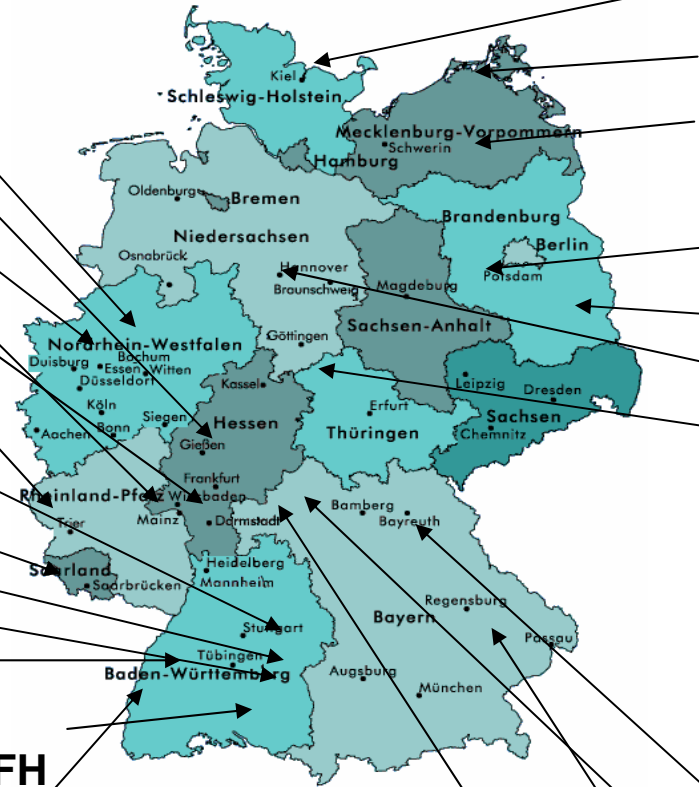 Kiel
Schleswig-Holstein
Mecklenburg-Vorpommern
Schwerin
Hamburg
Oldenburg
Bremen
Brandenburg
Niedersachsen
Berlin
Osnabrück
Hannover
Potsdam
Braunschweig
Magdeburg
Sachsen-Anhalt
Göttingen
Nordrhein-Westfalen
Bochum
Duisburg
Essen
Witten
Düsseldorf
Kassel
Leipzig
Dresden
Köln
Erfurt
Siegen
Hessen
Sachsen
Aachen
Bonn
Thüringen
Chemnitz
Gießen
Frankfurt
Rheinland-Pfalz
Wiesbaden
Bamberg
Mainz
Darmstadt
Bayreuth
Trier
Heidelberg
Saarland
Mannheim
Saarbrücken
Regensburg
Bayern
Stuttgart
Passau
Tübingen
Baden-Württemberg
Augsburg
München
FH